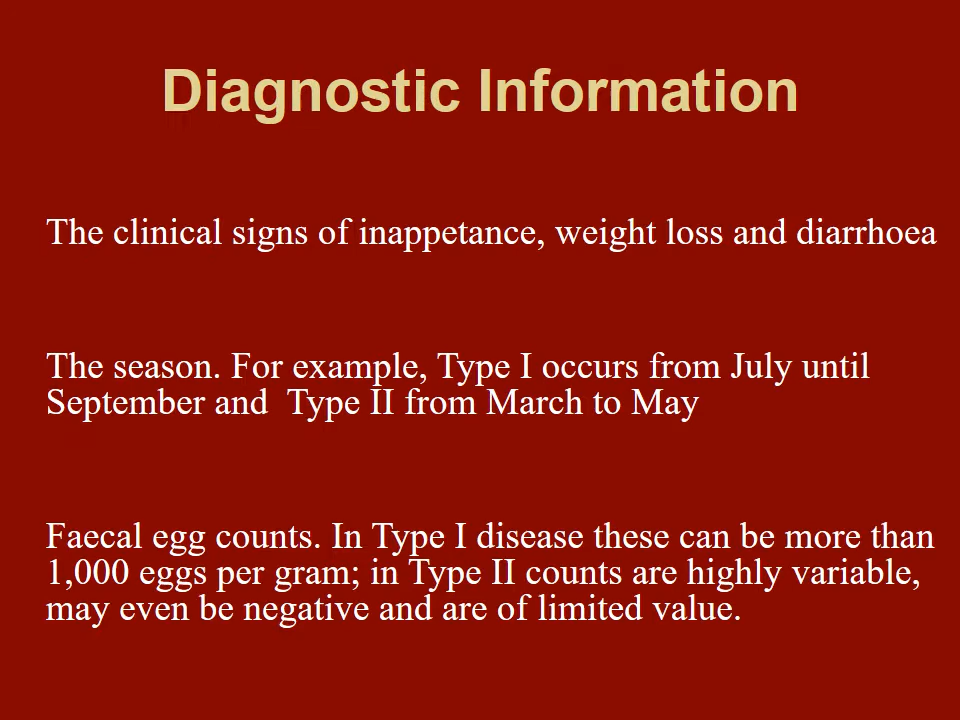 Diagnostic Information
The clinical signs of inappetance, weight loss and diarrhoea
The season. For example, Type I occurs from July until
September and  Type II from March to May
Faecal egg counts. In Type I disease these can be more than
1,000 eggs per gram; in Type II counts are highly variable,
may even be negative and are of limited value.